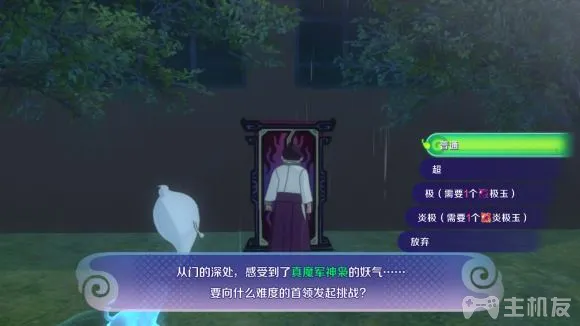 普通
超
极（需要1个极玉）
炎极（需要1个炎极玉）
放弃
从门的深处，感受到了真魔军神枭的妖气……
要向什么难度的首领发起挑战？
主机友